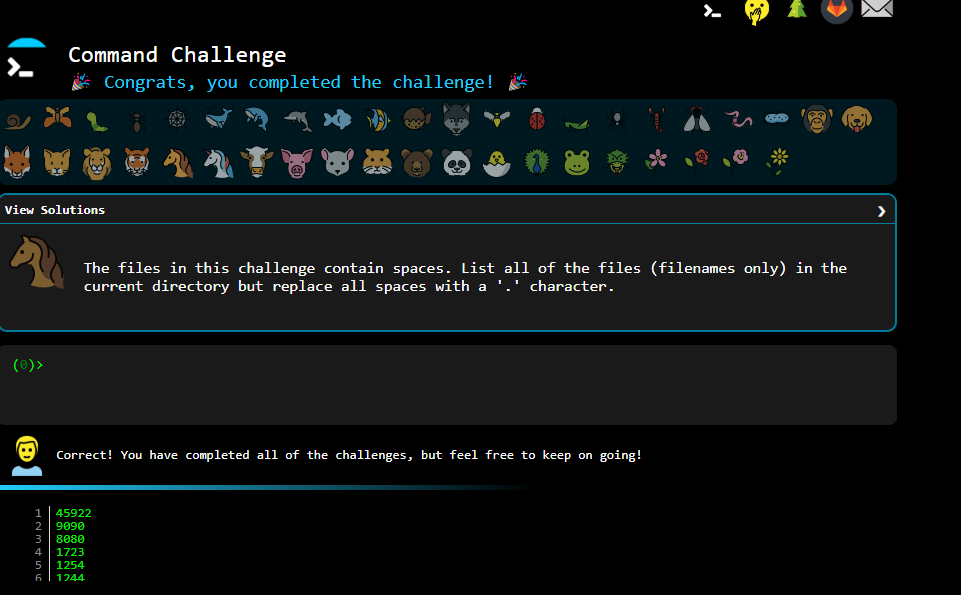 Command Challenge
Congrats, you completed the challenge!
View Solutions
The files in this challenge contain spaces. List all of the files (filenames only) in the
current directory but replace all spaces with a '.' character.
(0)>
Correct! You have completed all of the challenges, but feel free to keep on going!
1 45922
2 9090
3 8080
4 1723
5 1254
6 1244